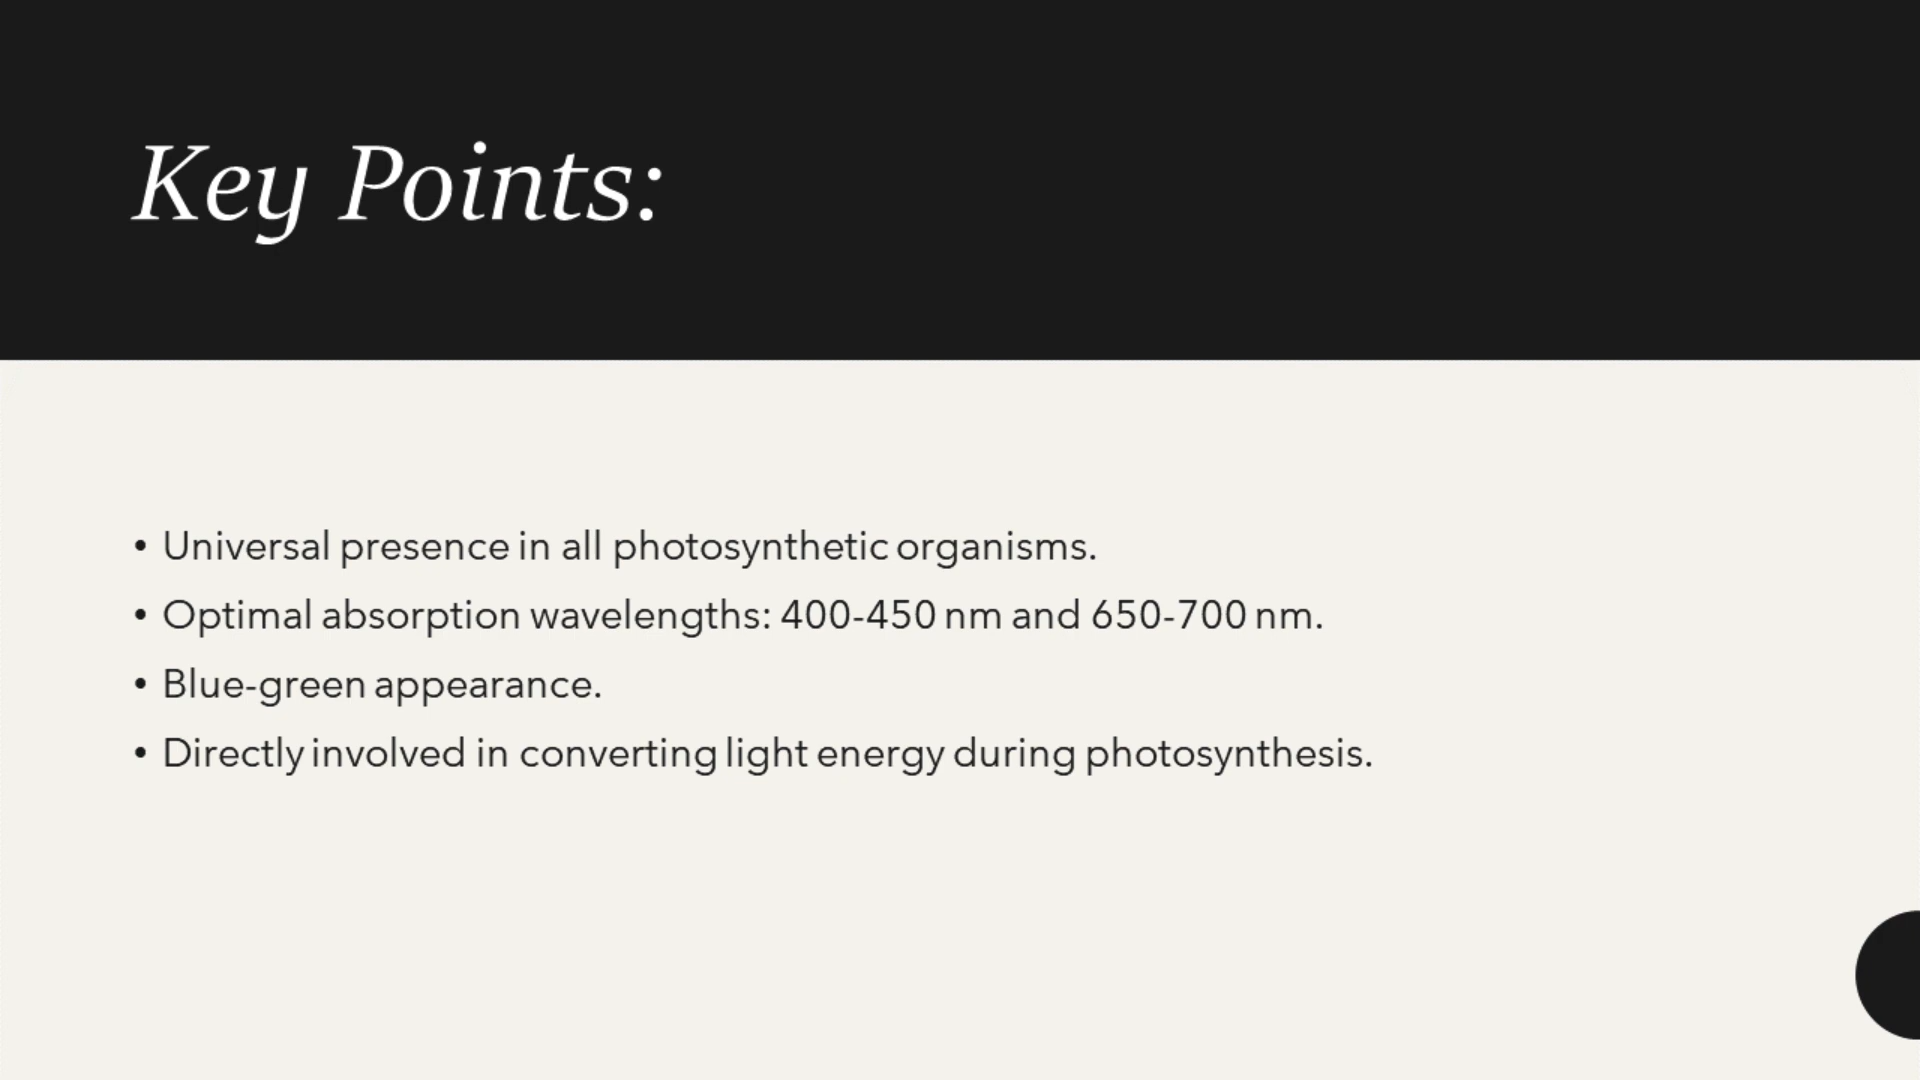 Key Points:
• Universal presence in all photosynthetic organisms.
• Optimal absorption wavelengths: 400-450 nm and 650-700 nm.
• Blue-green appearance.
• Directly involved in converting light energy during photosynthesis.